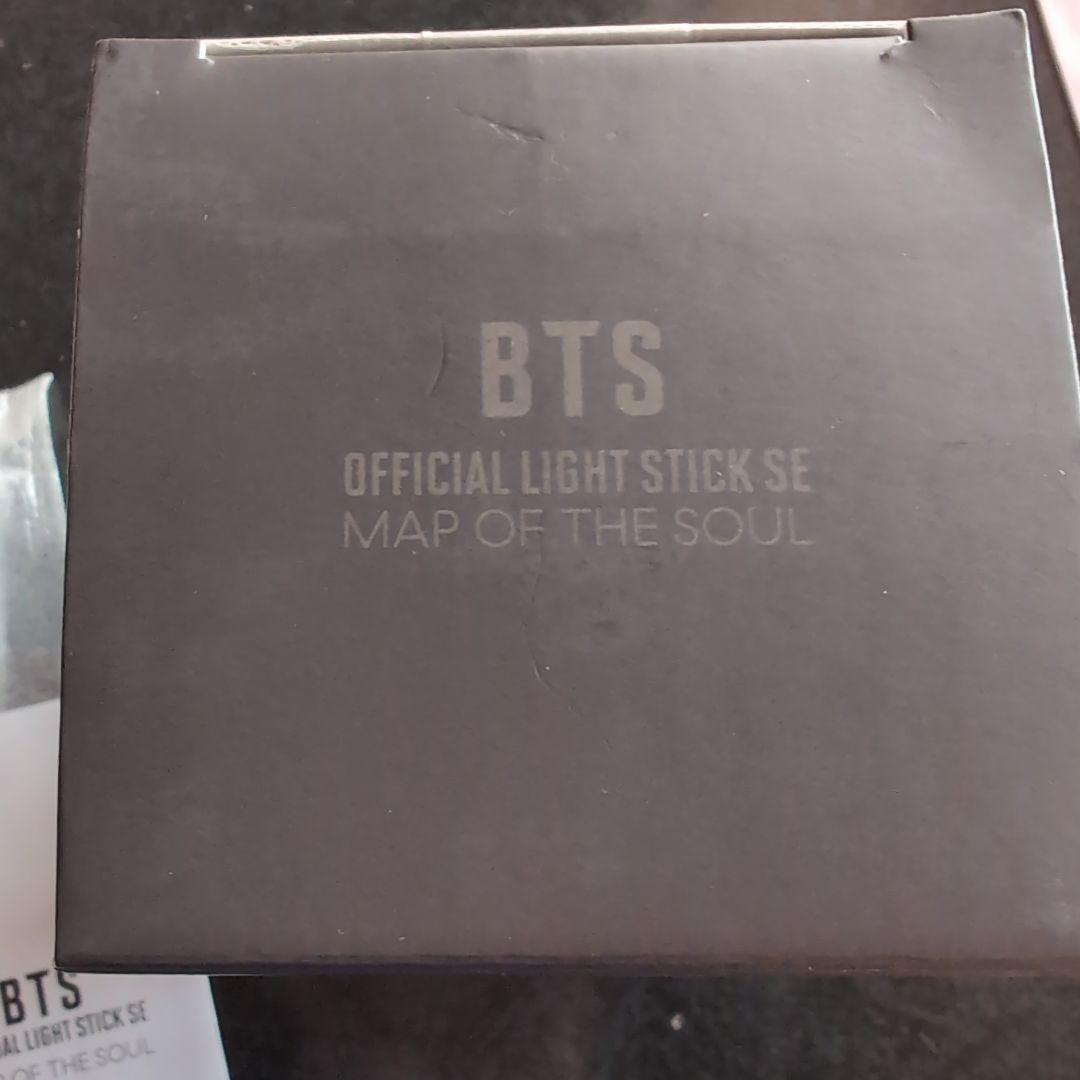 BTS
OFFICIAL LIGHT STICK SE
MAP OF THE SOUL
BTS
LIGHT STICK SE
OF THE SOUL